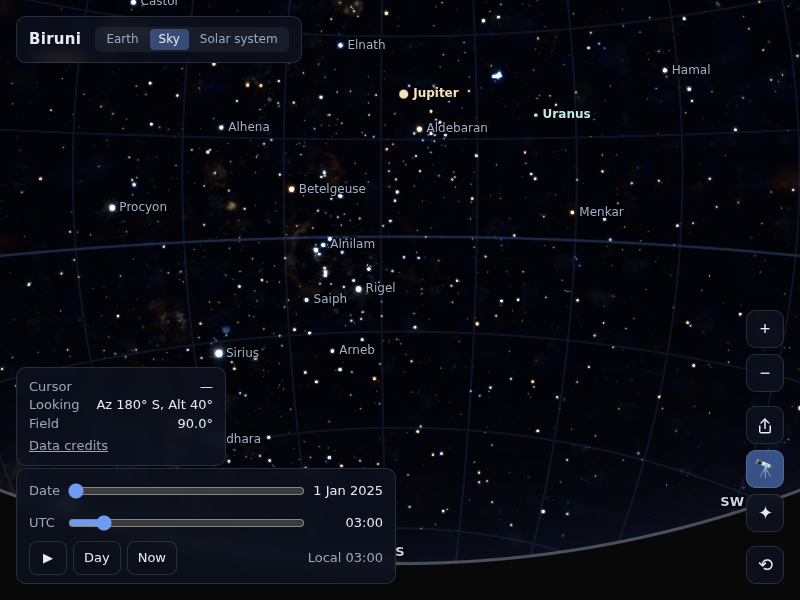 Castor
Biruni
Earth
Sky
Solar system
Elnath
Hamal
Jupiter
Uranus
Alhena
Aldebaran
Betelgeuse
Procyon
Menkar
Alnilam
Rigel
Saiph
Arneb
Sirius
+
−
Cursor —
Looking Az 180° S, Alt 40°
Field 90.0°
Data credits
dhara
SW
Date 1 Jan 2025
UTC 03:00
Day
Now
Local 03:00
S